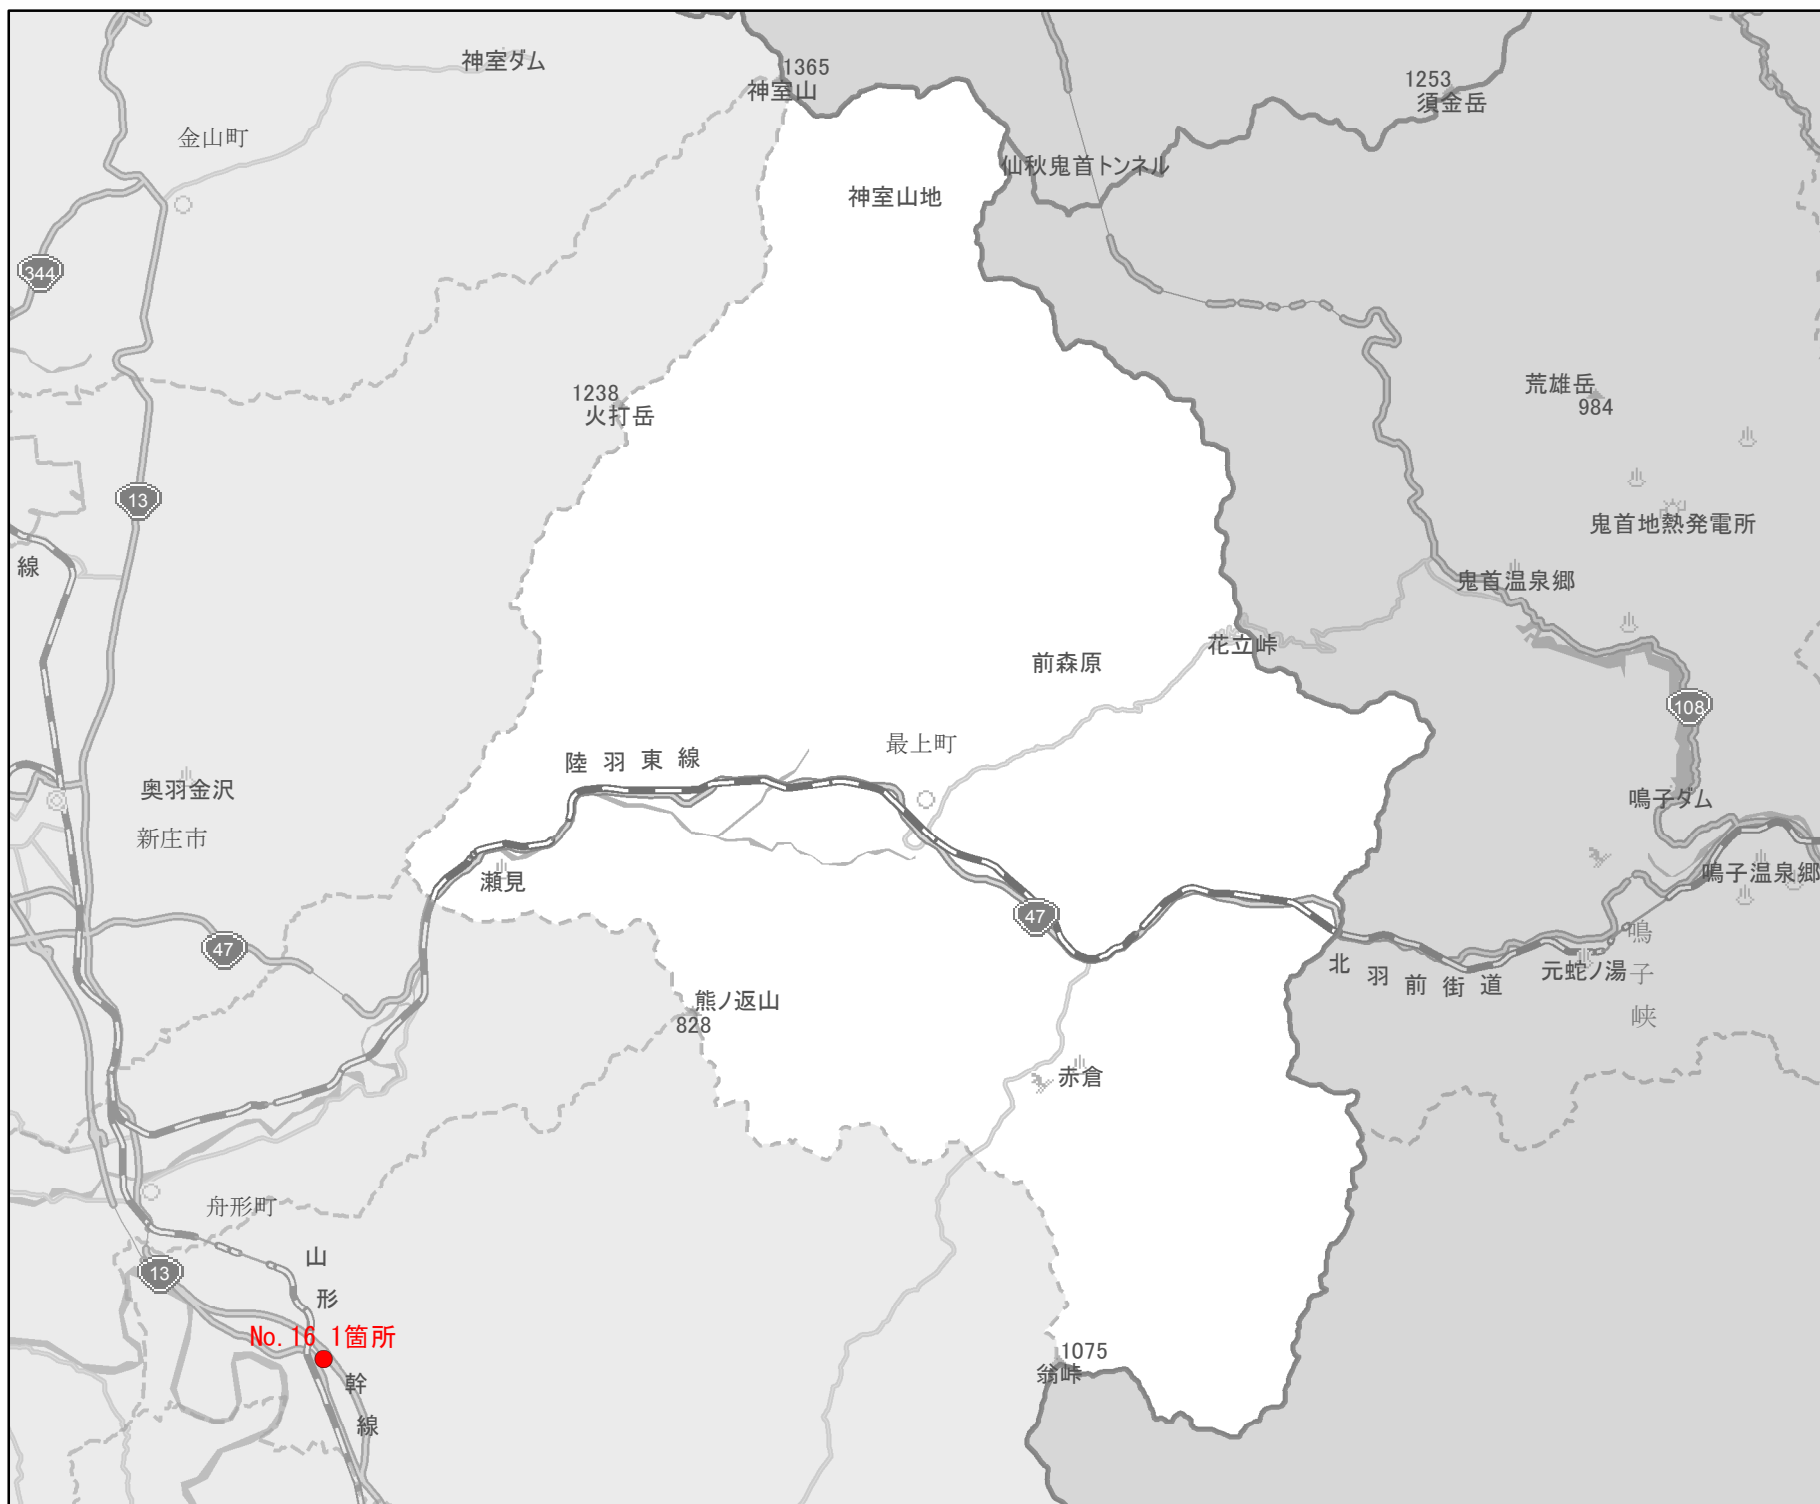 神室ダム
1365
神室山
1253
須金岳
金山町
仙秋鬼首トンネル
神室山地
344
1238
火打岳
荒雄岳
984
13
鬼首地熱発電所
線
鬼首温泉郷
花立峠
前森原
108
最上町
陸羽東線
奥羽金沢
新庄市
鳴子ダム
瀬見
鳴子温泉郷
47
47
鳴子峡
北羽前街道
元蛇ノ湯
熊ノ返山
828
赤倉
舟形町
山形幹線
13
No.16 1箇所
1075
翁峠